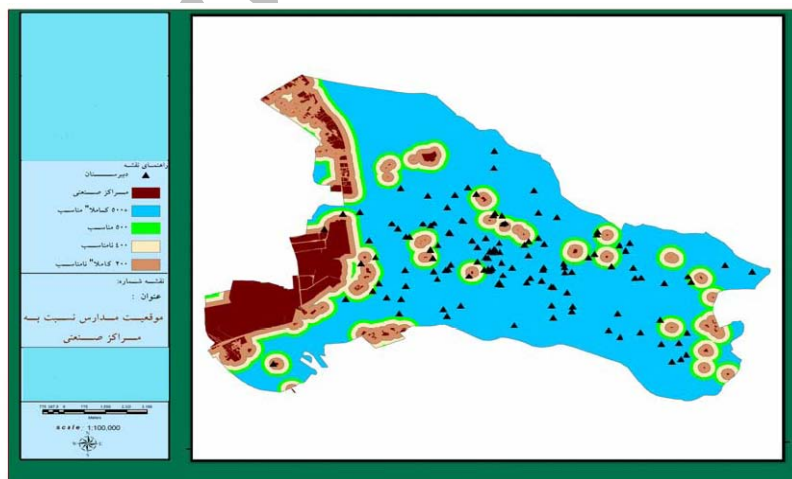 راهنمای نقشه
دبیرستان
مراکز صنعتی
+۵۰۰ کاملا" مناسب
۵۰۰ مناسب
۴۰۰ نامناسب
۲۰۰ کاملا" نامناسب
نقشه شماره:
عنوان :
موقعیت مدارس نسبت به
مراکز صنعتی
scale: 1:100,000